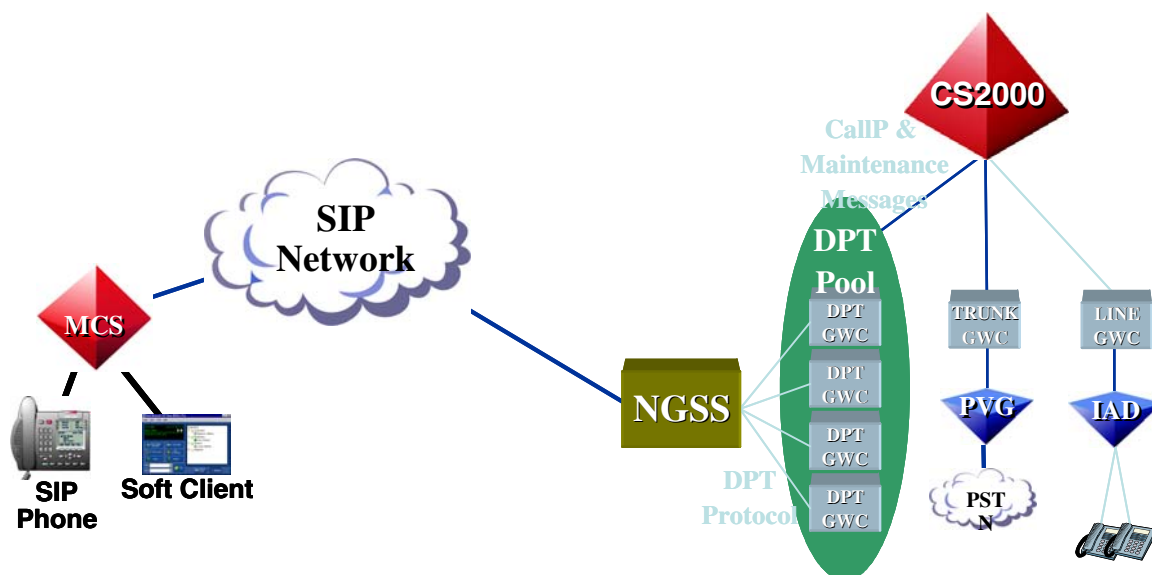 CS2000
CallP &
Maintenance
Messages
SIP
Network
DPT
Pool
MCS
DPT
GWC
DPT
GWC
DPT
GWC
DPT
GWC
TRUNK
GWC
LINE
GWC
NGSS
PVG
IAD
SIP
Phone
Soft Client
DPT
Protocol
PST
N